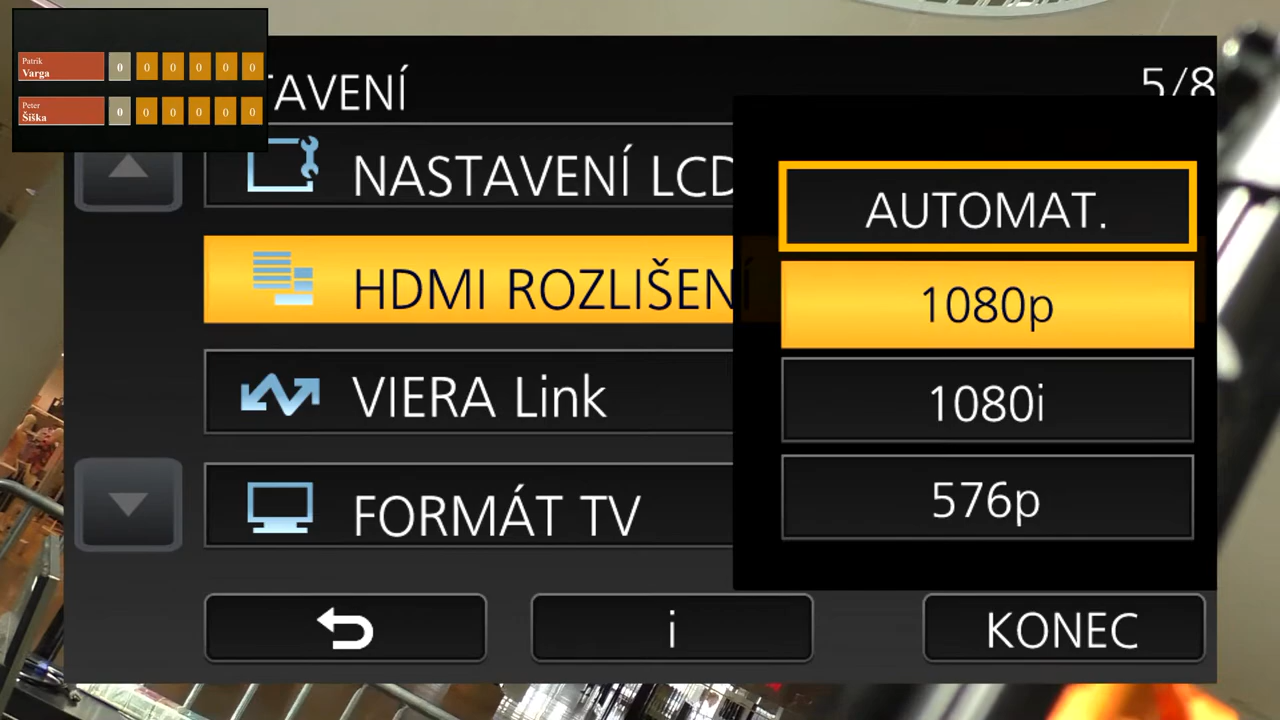 Patrik
Varga
0 0 0 0 0 0
Peter
Šiška
0 0 0 0 0 0
TAVENÍ
5/8
NASTAVENÍ LCD
HDMI ROZLIŠENÍ
VIERA Link
FORMÁT TV
AUTOMAT.
1080p
1080i
576p
i
KONEC